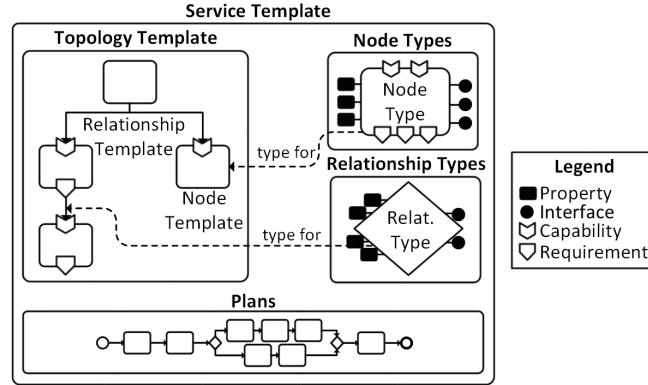 Service Template
Topology Template
Relationship
Template
Node
Template
Node Types
Node
Type
type for
Relationship Types
Relat.
Type
type for
Legend
Property
Interface
Capability
Requirement
Plans